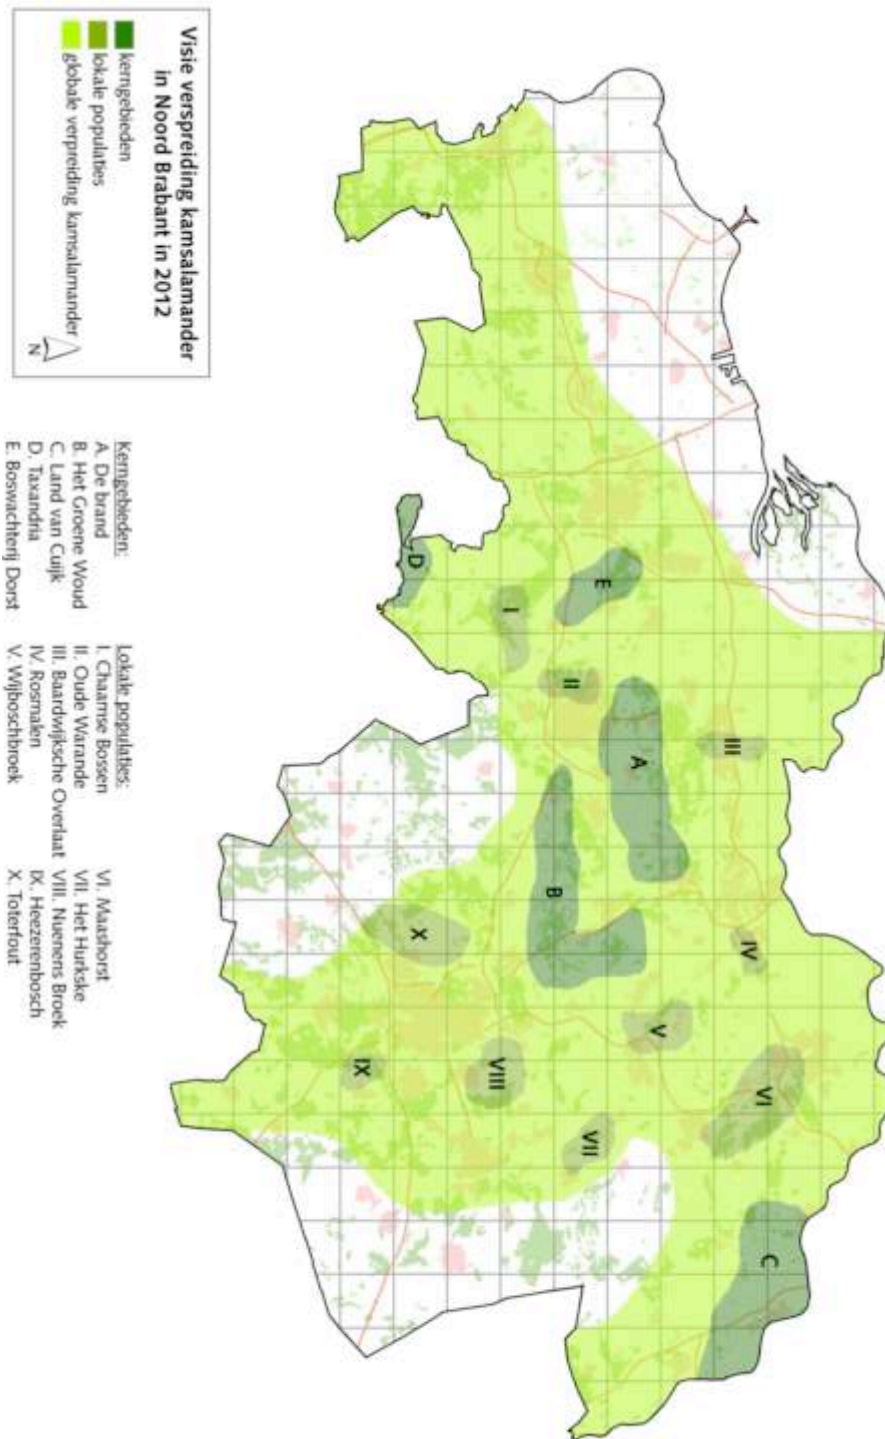 Visie verspreiding kamsalamander
in Noord Brabant in 2012
kerngebieden
lokale populaties
globale verpreiding kamsalamander
N
Kerngebieden:
A. De brand
B. Het Groene Woud
C. Land van Cuijk
D. Taxandria
E. Boswachterij Dorst
Lokale populaties:
I. Chaamse Bossen
II. Oude Warande
III. Baardwijksche Overlaat
IV. Rosmalen
V. Wijboschbroek
VI. Maashorst
VII. Het Hurkske
VIII. Nuenens Broek
IX. Heezerenbosch
X. Toterfout
D
E
I
II
A
III
B
X
IV
V
VI
VIII
IX
VII
C